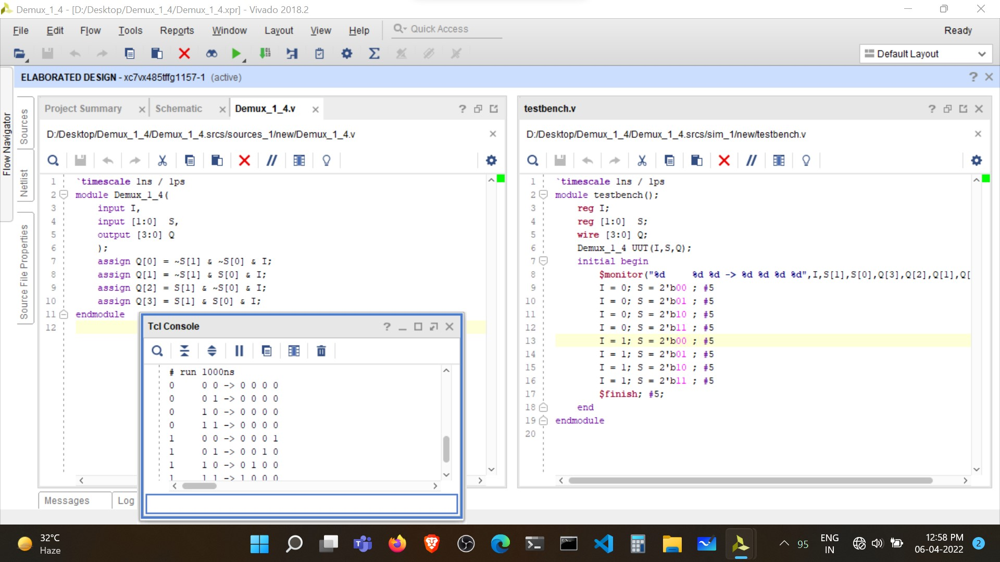 Demux_1_4 - [D:/Desktop/Demux_1_4/Demux_1_4.xpr] - Vivado 2018.2
File Edit Flow Tools Reports Window Layout View Help Quick Access Ready
Default Layout
ELABORATED DESIGN - xc7vx485tffg1157-1 (active)
Flow Navigator
Sources
Netlist
Source File Properties
Project Summary Schematic Demux_1_4.v
D:/Desktop/Demux_1_4/Demux_1_4.srcs/sources_1/new/Demux_1_4.v
1 `timescale 1ns / 1ps
2 module Demux_1_4(
3 input I,
4 input [1:0] S,
5 output [3:0] Q
6 );
7 assign Q[0] = ~S[1] & ~S[0] & I;
8 assign Q[1] = ~S[1] & S[0] & I;
9 assign Q[2] = S[1] & ~S[0] & I;
10 assign Q[3] = S[1] & S[0] & I;
11 endmodule
12
Tcl Console
# run 1000ns
0 0 0 -> 0 0 0 0
0 0 1 -> 0 0 0 0
0 1 0 -> 0 0 0 0
0 1 1 -> 0 0 0 0
1 0 0 -> 0 0 0 1
1 0 1 -> 0 0 1 0
1 1 0 -> 0 1 0 0
1 1 1 -> 1 0 0 0
Messages Log
testbench.v
D:/Desktop/Demux_1_4/Demux_1_4.srcs/sim_1/new/testbench.v
1 `timescale 1ns / 1ps
2 module testbench();
3 reg I;
4 reg [1:0] S;
5 wire [3:0] Q;
6 Demux_1_4 UUT(I,S,Q);
7 initial begin
8 $monitor("%d %d %d -> %d %d %d %d",I,S[1],S[0],Q[3],Q[2],Q[1],Q[
9 I = 0; S = 2'b00 ; #5
10 I = 0; S = 2'b01 ; #5
11 I = 0; S = 2'b10 ; #5
12 I = 0; S = 2'b11 ; #5
13 I = 1; S = 2'b00 ; #5
14 I = 1; S = 2'b01 ; #5
15 I = 1; S = 2'b10 ; #5
16 I = 1; S = 2'b11 ; #5
17 $finish; #5;
18 end
19 endmodule
20
32°C
Haze
95
ENG
IN
12:58 PM
06-04-2022
2